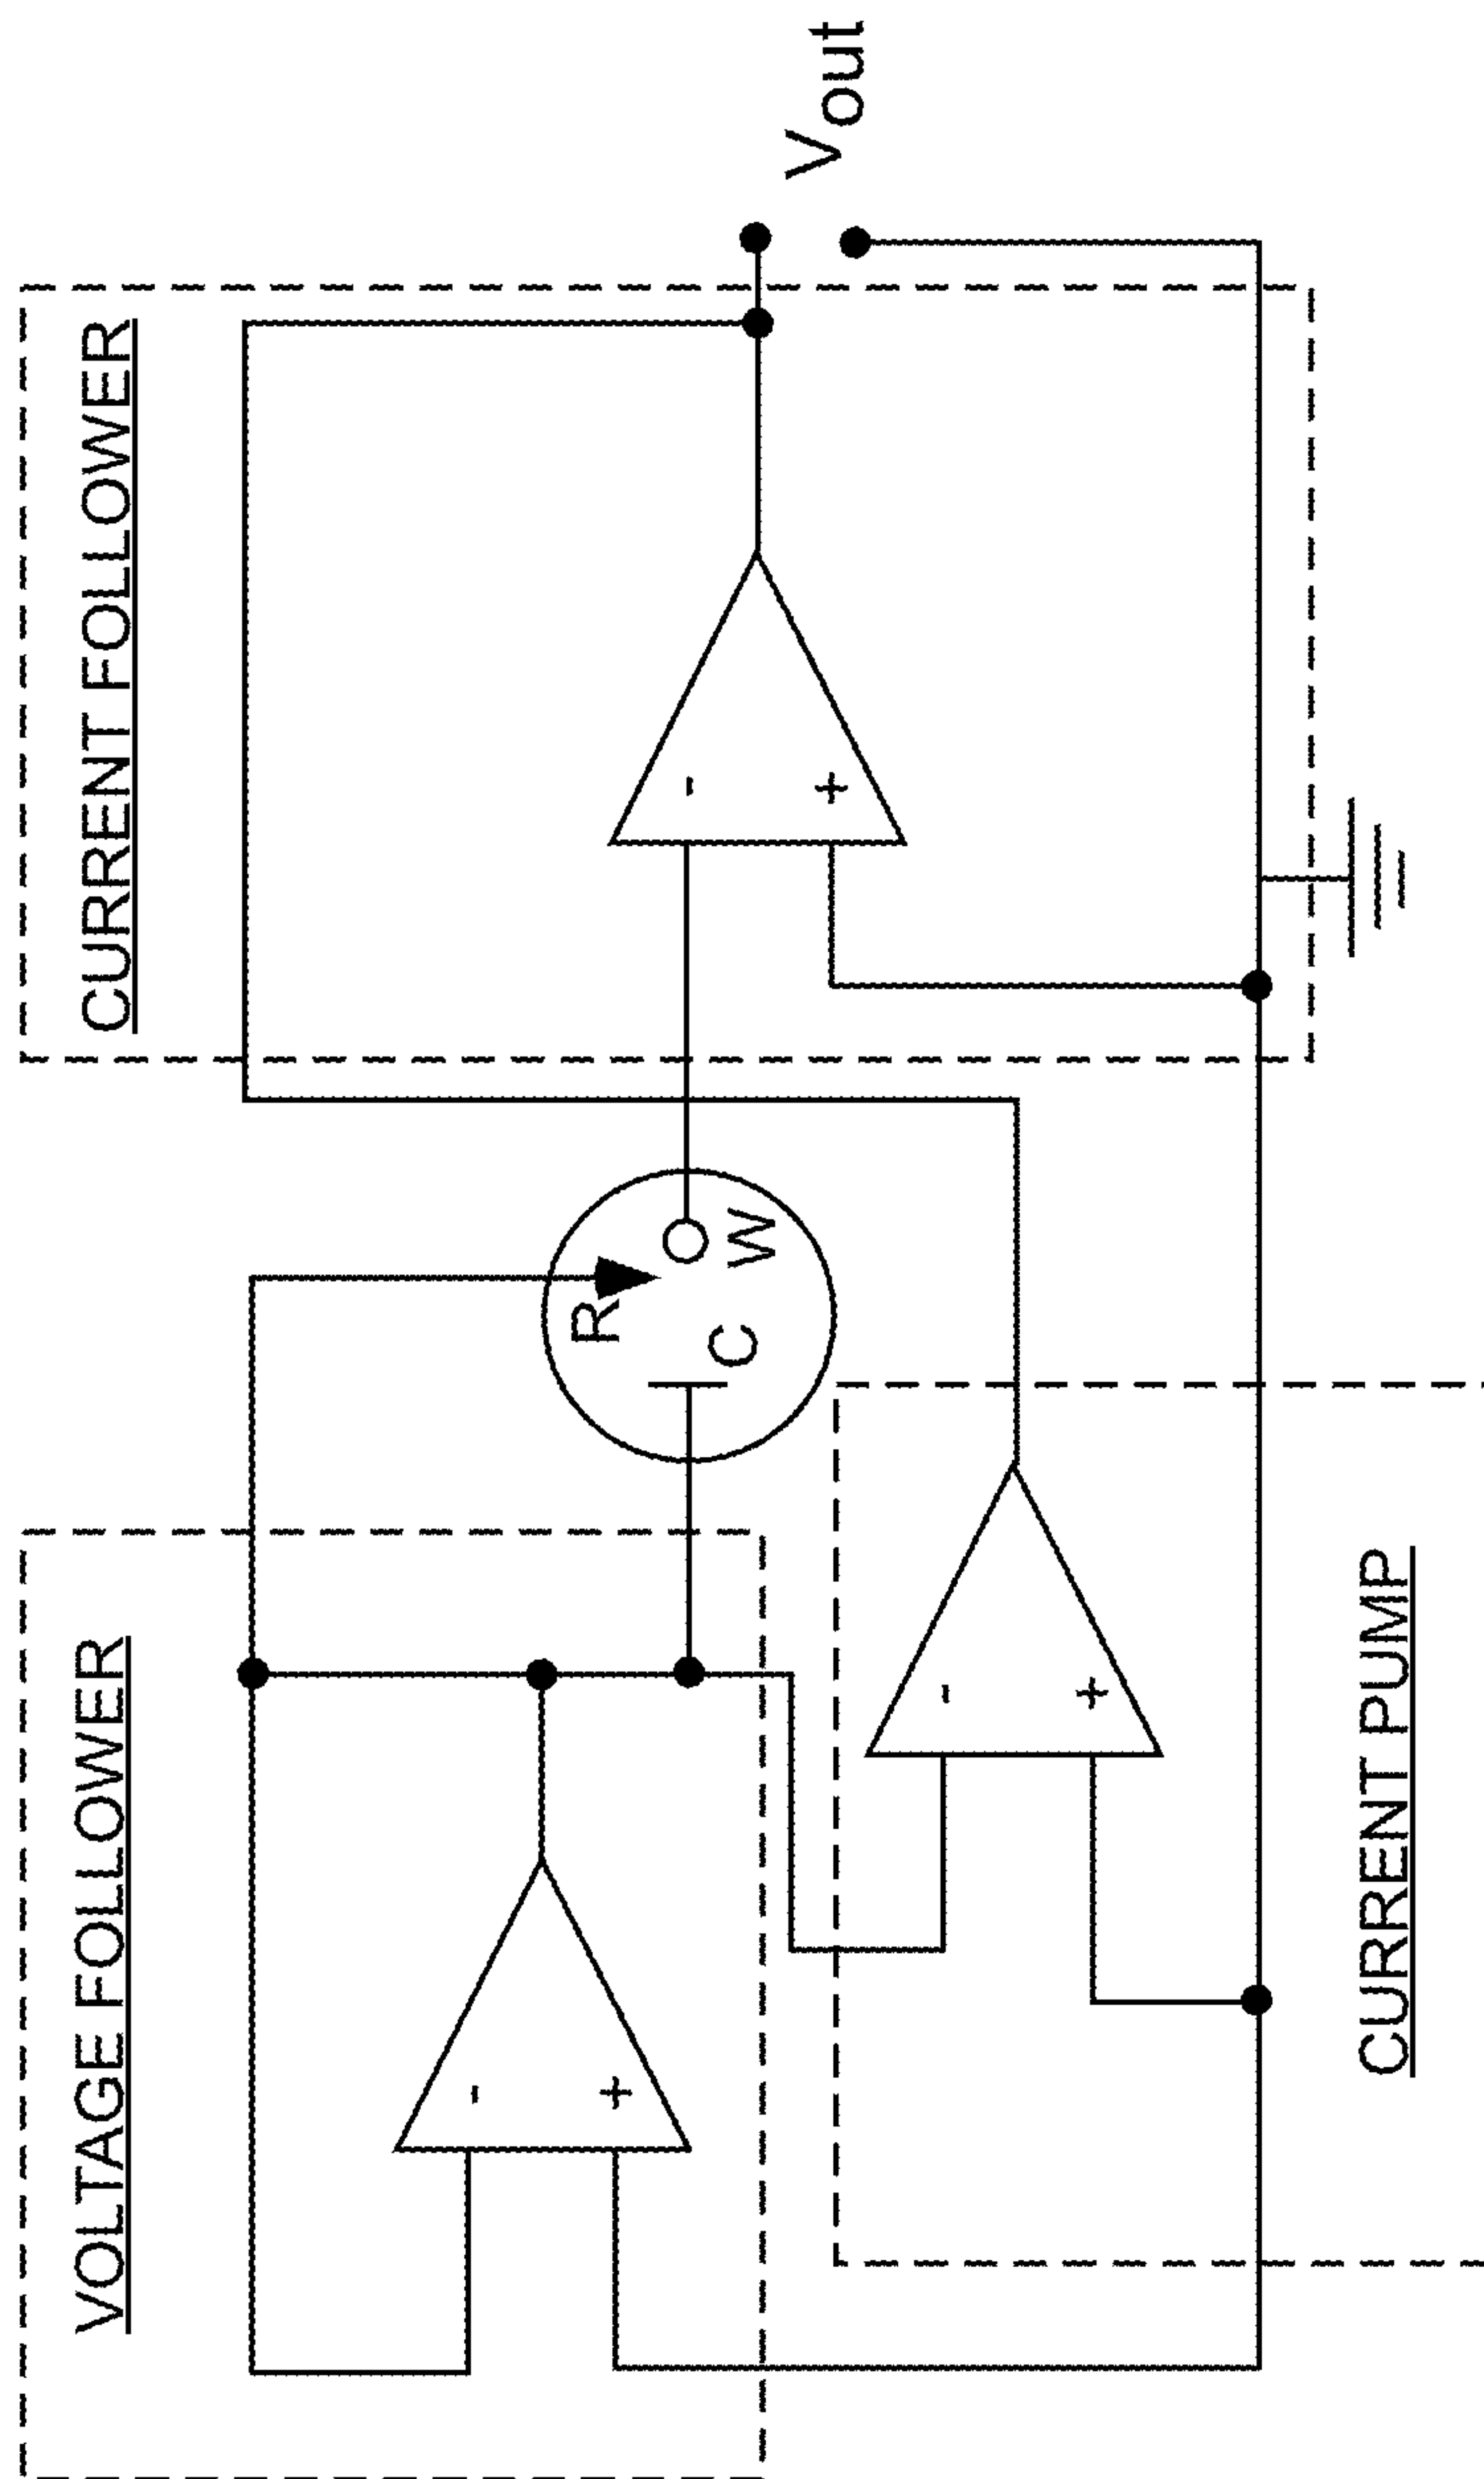 VOLTAGE FOLLOWER
CURRENT FOLLOWER
-
+
R
C
W
-
+
Vout
-
+
CURRENT PUMP